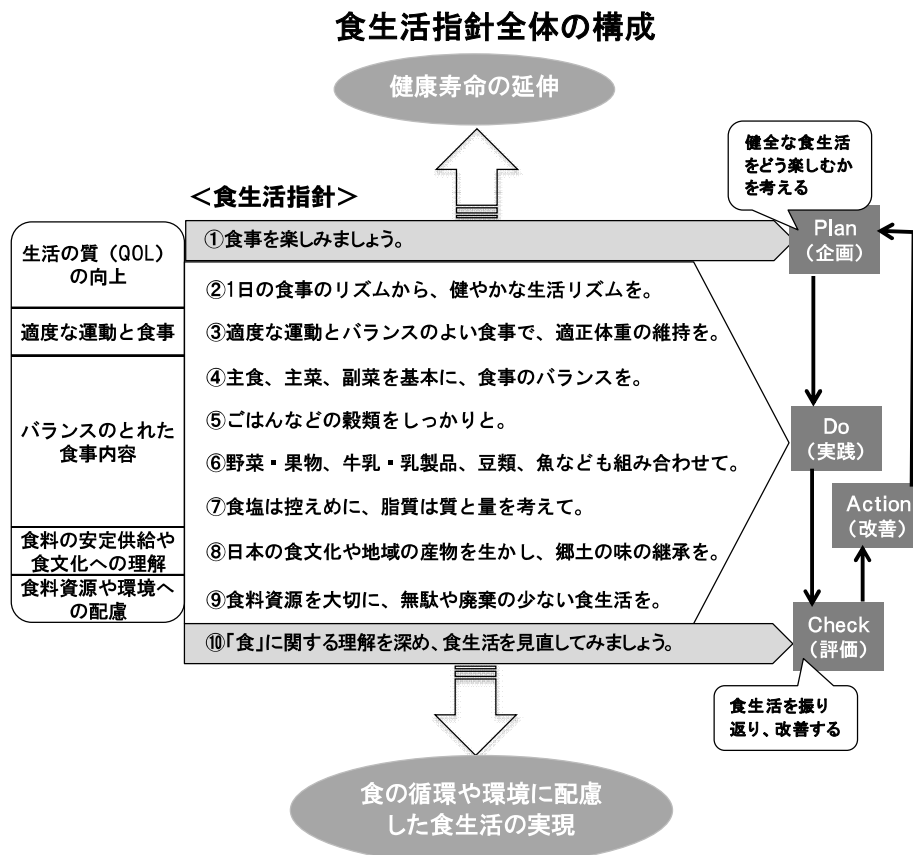 食生活指針全体の構成
健康寿命の延伸
健全な食生活
をどう楽しむか
を考える
＜食生活指針＞
生活の質（QOL）
の向上
①食事を楽しみましょう。
Plan
（企画）
②1日の食事のリズムから、健やかな生活リズムを。
適度な運動と食事
③適度な運動とバランスのよい食事で、適正体重の維持を。
バランスのとれた
食事内容
④主食、主菜、副菜を基本に、食事のバランスを。
⑤ごはんなどの穀類をしっかりと。
⑥野菜・果物、牛乳・乳製品、豆類、魚なども組み合わせて。
⑦食塩は控えめに、脂質は質と量を考えて。
Do
（実践）
Action
（改善）
食料の安定供給や
食文化への理解
⑧日本の食文化や地域の産物を生かし、郷土の味の継承を。
食料資源や環境へ
の配慮
⑨食料資源を大切に、無駄や廃棄の少ない食生活を。
⑩「食」に関する理解を深め、食生活を見直してみましょう。
Check
（評価）
食生活を振り
返り、改善する
食の循環や環境に配慮
した食生活の実現